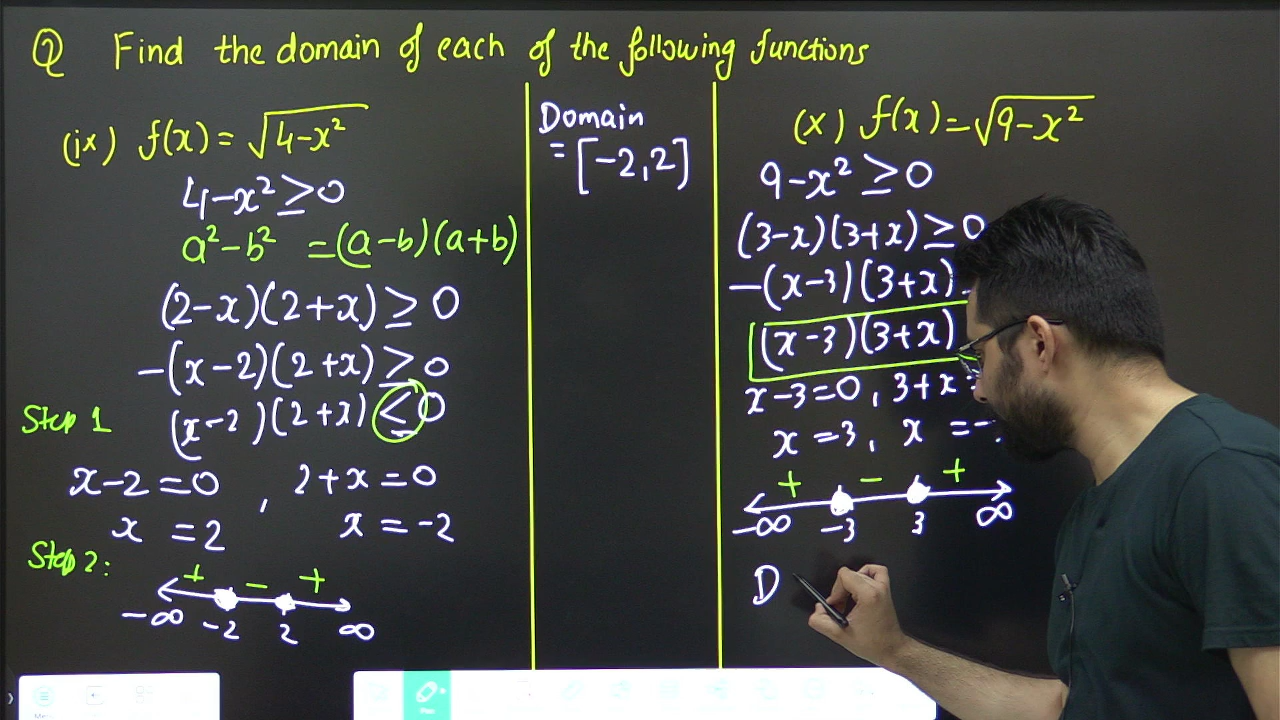 Q Find the domain of each of the following functions
(ix) f(x) = √4-x²
4-x² ≥ 0
a²-b² = (a-b)(a+b)
(2-x)(2+x) ≥ 0
-(x-2)(2+x) ≥ 0
Step 1 (x-2)(2+x) ≤ 0
x-2=0 , 2+x=0
x =2 x = -2
Step 2:
+ - +
-∞ -2 2 ∞
Domain
= [-2,2]
(x) f(x) = √9-x²
9-x² ≥ 0
(3-x)(3+x) ≥ 0
-(x-3)(3+x)
(x-3)(3+x)
x-3=0, 3+x =
x =3, x = -
+ - +
-∞ -3 3 ∞
D